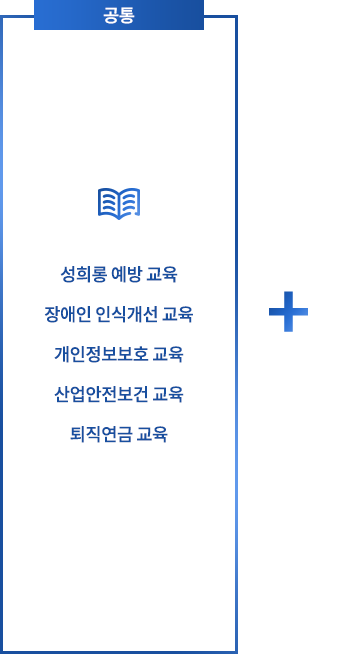 공통
성희롱 예방 교육
장애인 인식개선 교육
개인정보보호 교육
산업안전보건 교육
퇴직연금 교육